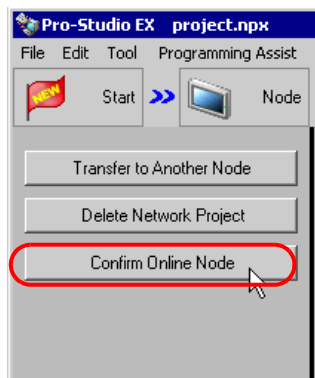 Pro-Studio EX project.npx
File Edit Tool Programming Assist
NEW Start Node
Transfer to Another Node
Delete Network Project
Confirm Online Node